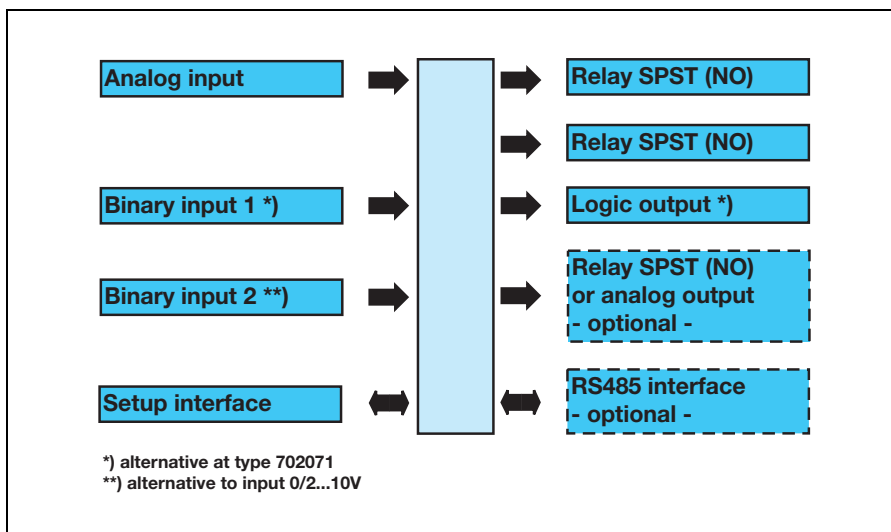 Analog input
Relay SPST (NO)
Relay SPST (NO)
Binary input 1 *)
Logic output *)
Binary input 2 **)
Relay SPST (NO)
or analog output
- optional -
Setup interface
RS485 interface
- optional -
*) alternative at type 702071
**) alternative to input 0/2...10V